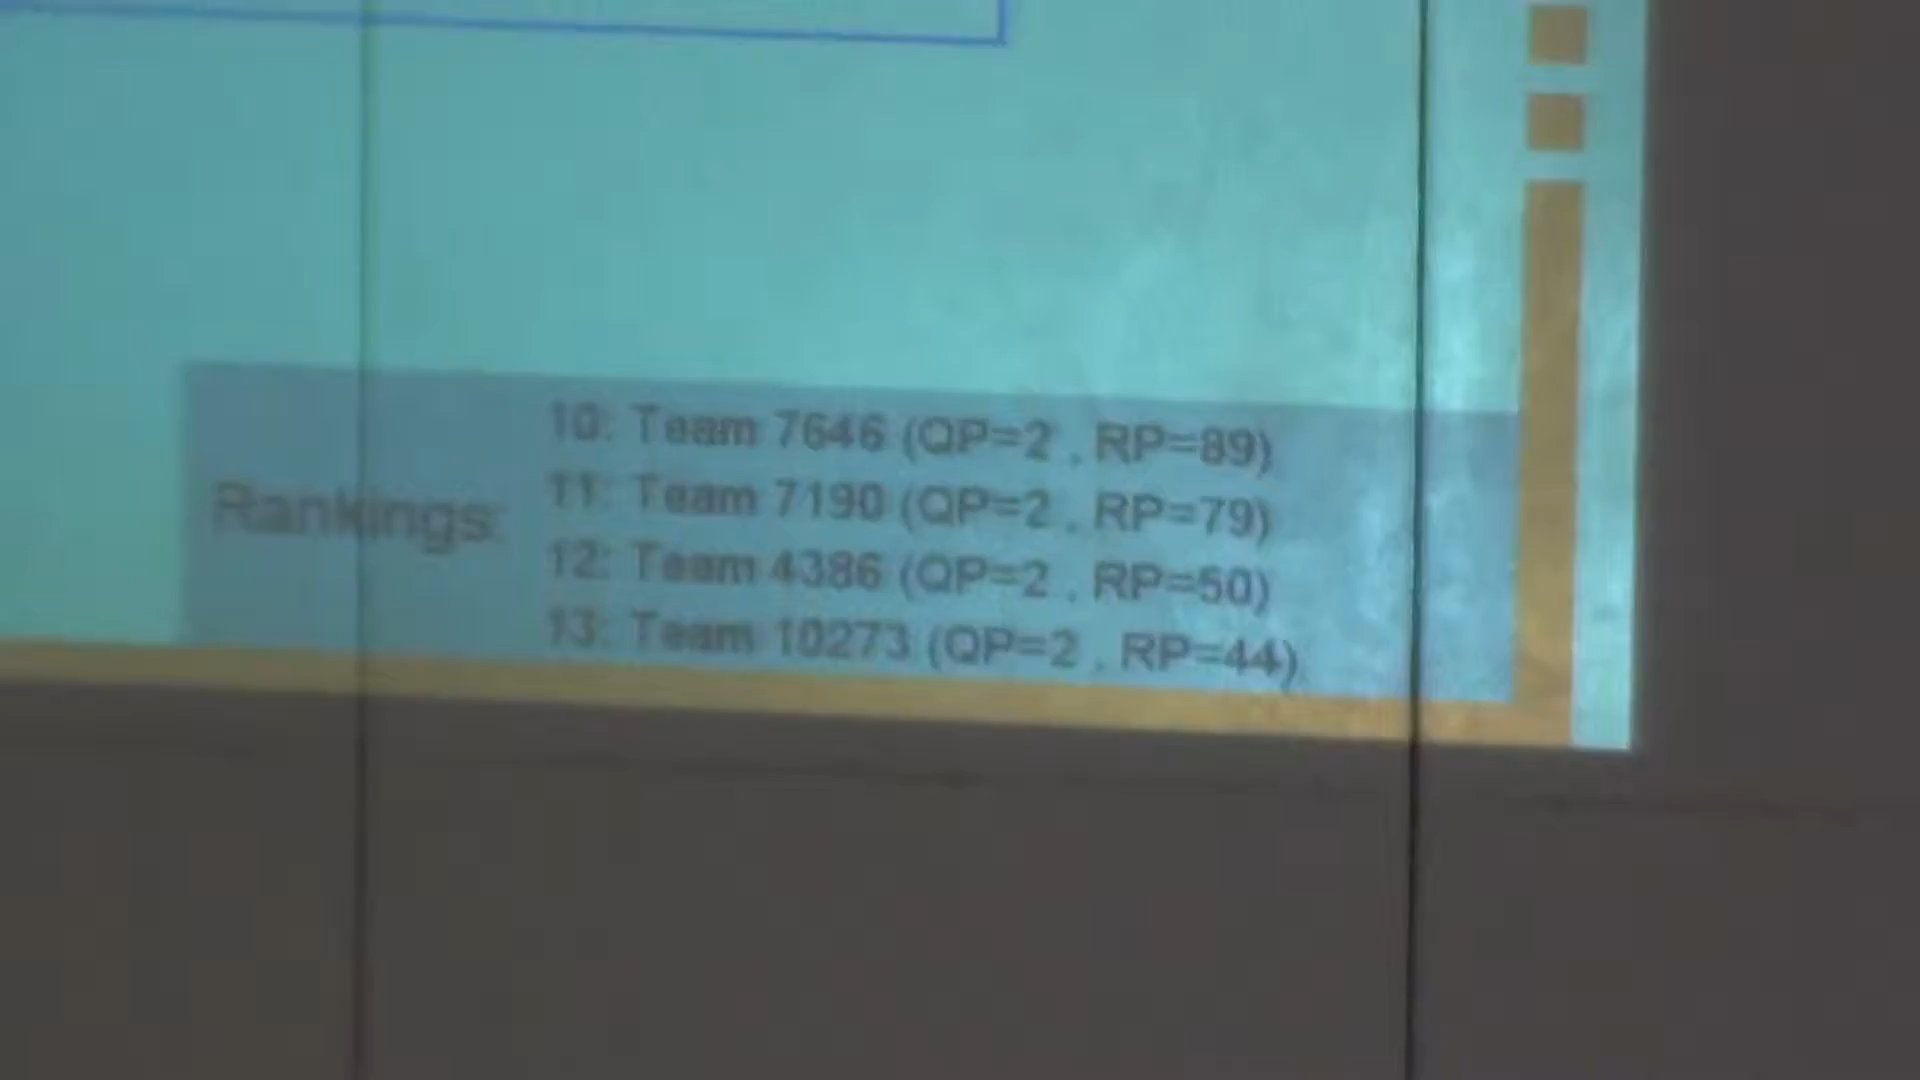 Rankings:
10: Team 7646 (QP=2 , RP=89)
11: Team 7190 (QP=2 , RP=79)
12: Team 4386 (QP=2 , RP=50)
13: Team 10273 (QP=2 , RP=44)